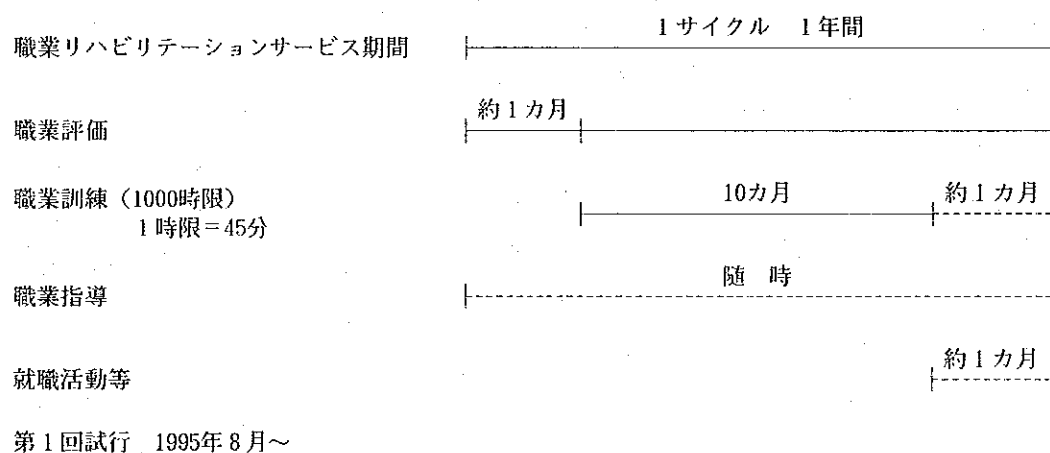 1サイクル 1年間
職業リハビリテーションサービス期間
約1カ月
職業評価
職業訓練(1000時限) 10カ月 約1カ月
1時限=45分
随 時
職業指導
約1カ月
就職活動等
第1回試行 1995年8月~